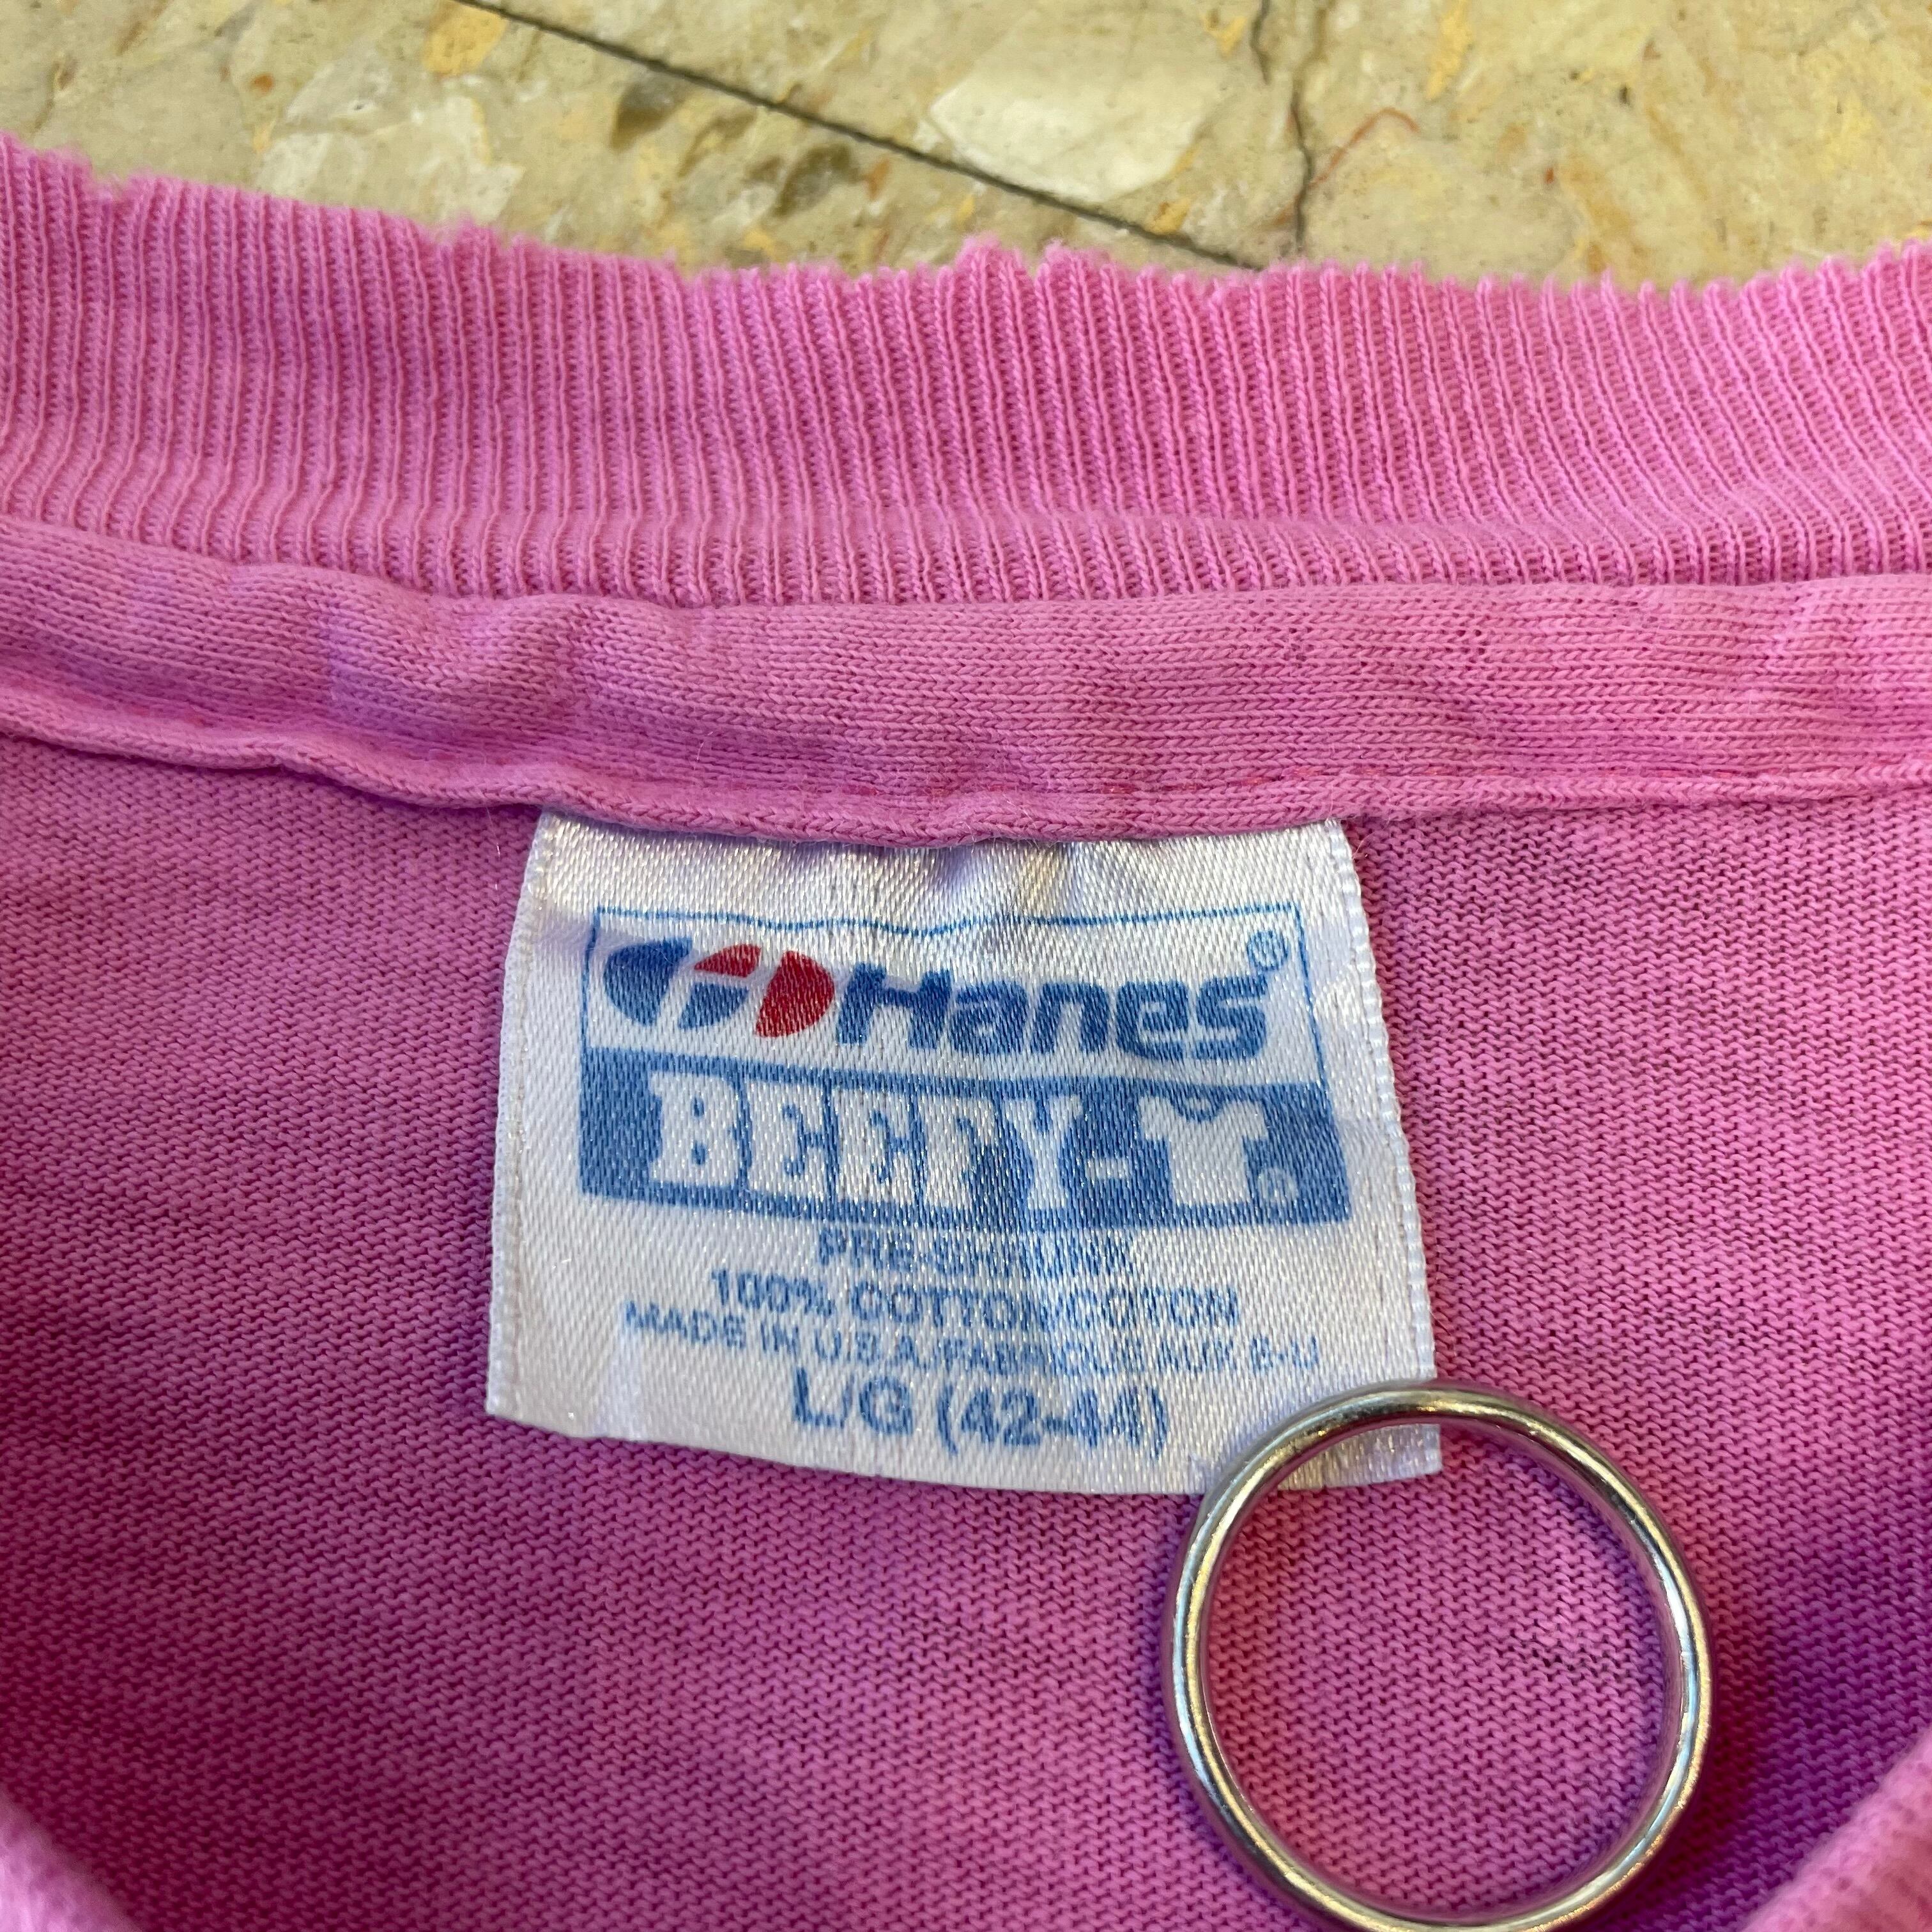 Hanes®
BEEFY-T®
PRE-SHRUNK
100% COTTON/COTON
MADE IN U.S.A./FABRIQUE AUX É-U
L/G (42-44)